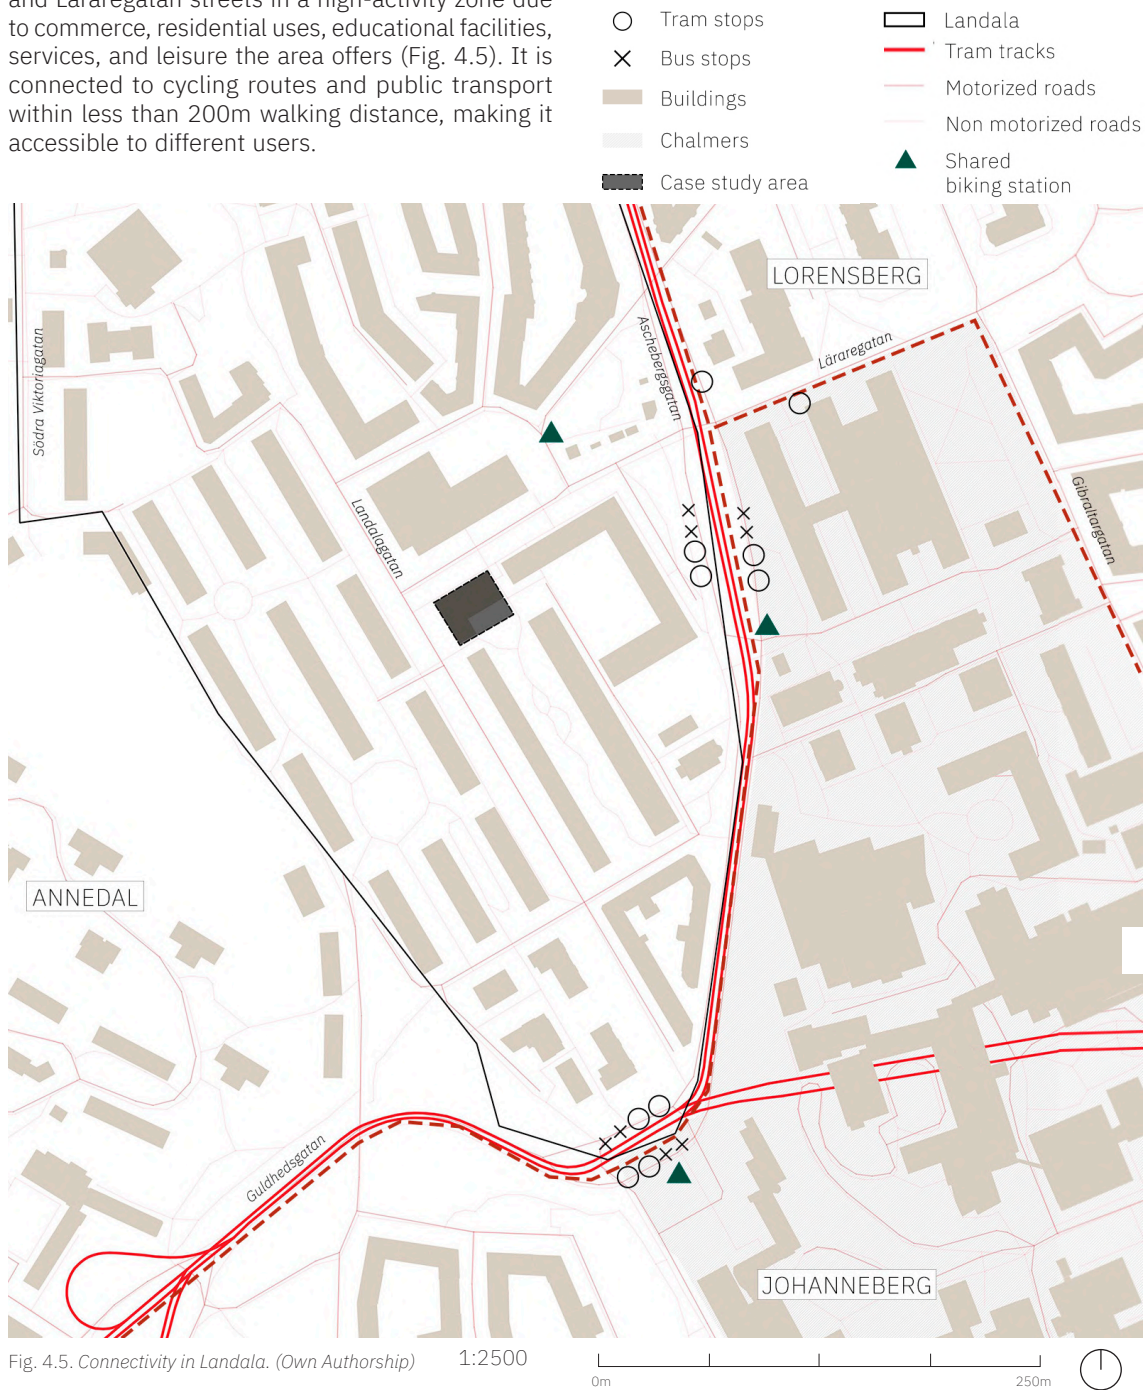 and Lararegatan streets in a high-activity zone due
to commerce, residential uses, educational facilities,
services, and leisure the area offers (Fig. 4.5). It is
connected to cycling routes and public transport
within less than 200m walking distance, making it
accessible to different users.
Tram stops
Bus stops
Buildings
Chalmers
Case study area
Landala
Tram tracks
Motorized roads
Non motorized roads
Shared
biking station
LORENSBERG
Läraregatan
Aschebergsgatan
Södra Viktoriagatan
Landalagatan
Gibraltargatan
ANNEDAL
Guldhedsgatan
JOHANNEBERG
Fig. 4.5. Connectivity in Landala. (Own Authorship)
1:2500
0m
250m